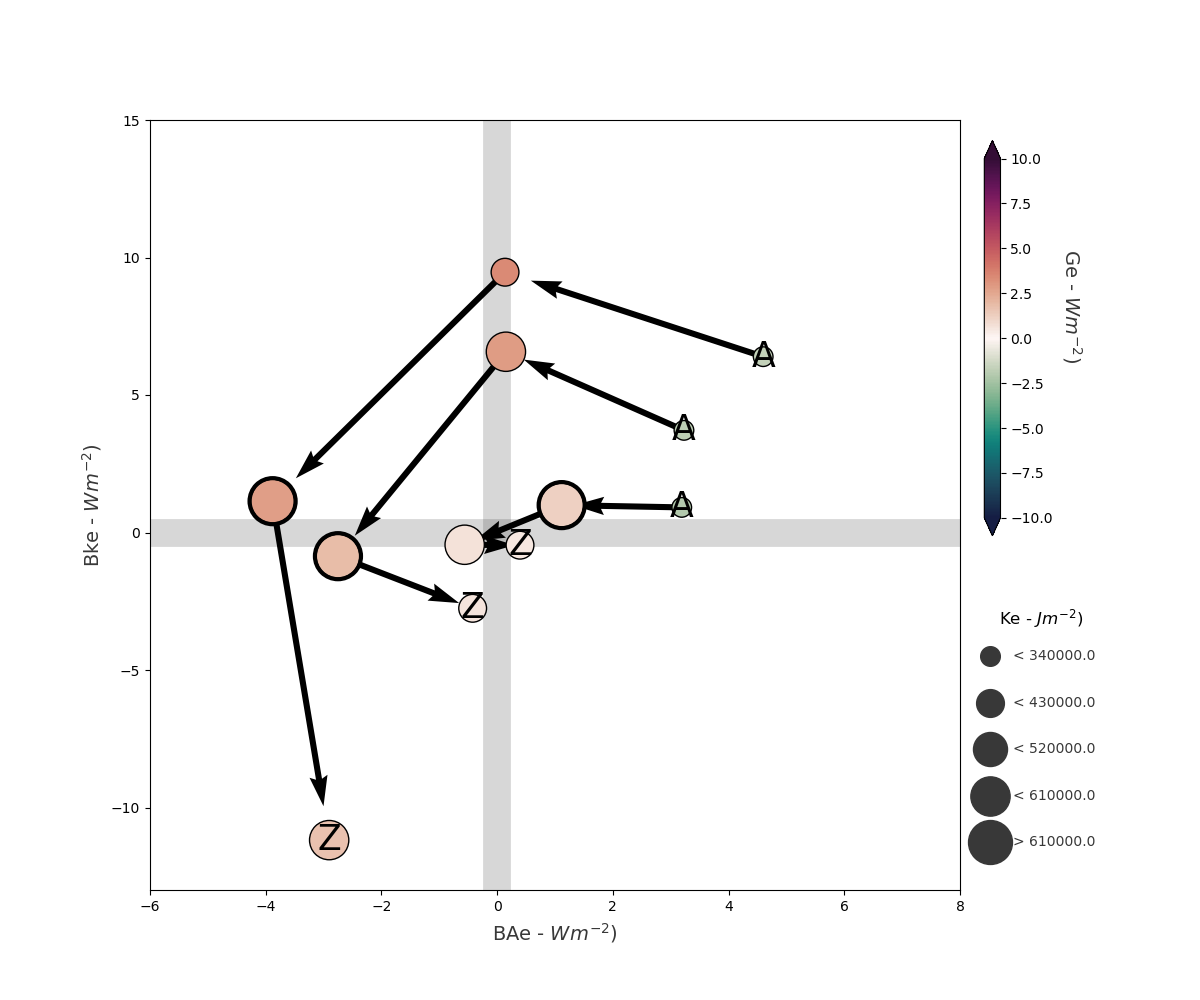 15
10
5
0
−5
−10
−6
−4
−2
0
2
4
6
8
BAe - Wm⁻²)
Bke - Wm⁻²)
A
A
A
Z
Z
Z
10.0
7.5
5.0
2.5
0.0
−2.5
−5.0
−7.5
−10.0
Ge - Wm⁻²)
Ke - Jm⁻²)
< 340000.0
< 430000.0
< 520000.0
< 610000.0
> 610000.0